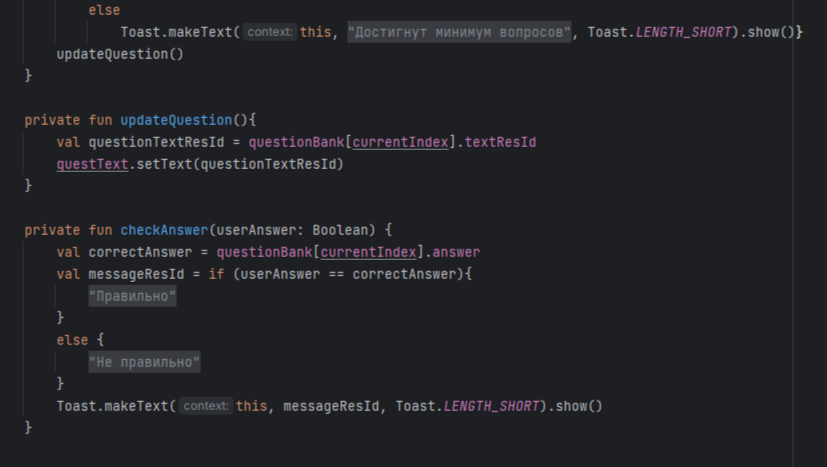 else
Toast.makeText( context: this, "Достигнут минимум вопросов", Toast.LENGTH_SHORT).show()}
updateQuestion()
}
private fun updateQuestion(){
val questionTextResId = questionBank[currentIndex].textResId
questText.setText(questionTextResId)
}
private fun checkAnswer(userAnswer: Boolean) {
val correctAnswer = questionBank[currentIndex].answer
val messageResId = if (userAnswer == correctAnswer){
"Правильно"
}
else {
"Не правильно"
}
Toast.makeText( context: this, messageResId, Toast.LENGTH_SHORT).show()
}